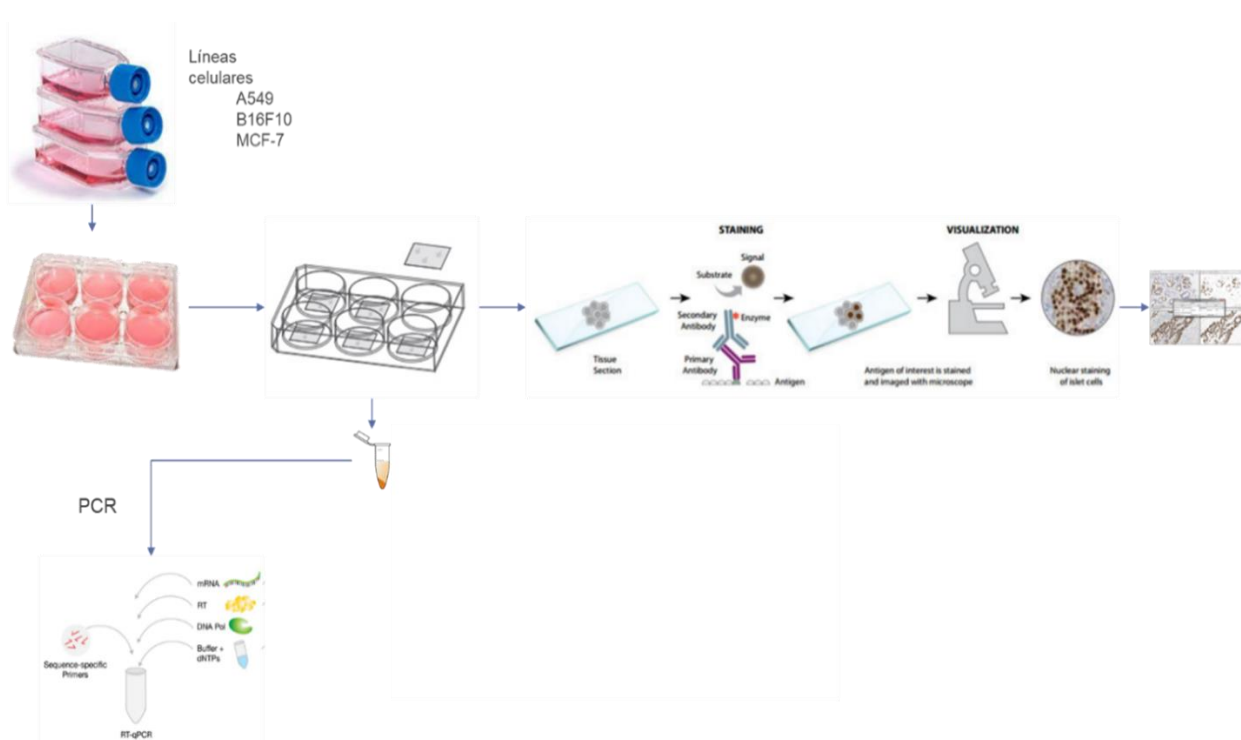 Líneas
celulares
A549
B16F10
MCF-7
STAINING
Signal
Substrate
Enzyme
Secondary
Antibody
Primary
Antibody
Antigen
Tissue
Section
VISUALIZATION
Antigen of interest is stained
and imaged with microscope
Nuclear staining
of islet cells
PCR
mRNA
RT
DNA Pol
Buffer +
dNTPs
Sequence-specific
Primers
RT-qPCR